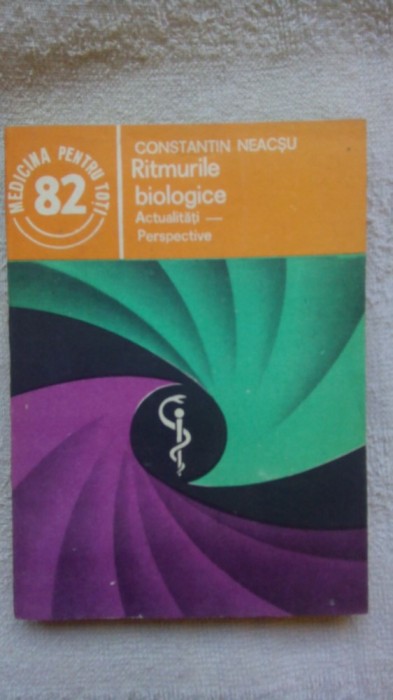 MEDICINA PENTRU TOȚI
82
CONSTANTIN NEACȘU
Ritmurile
biologice
Actualități —
Perspective